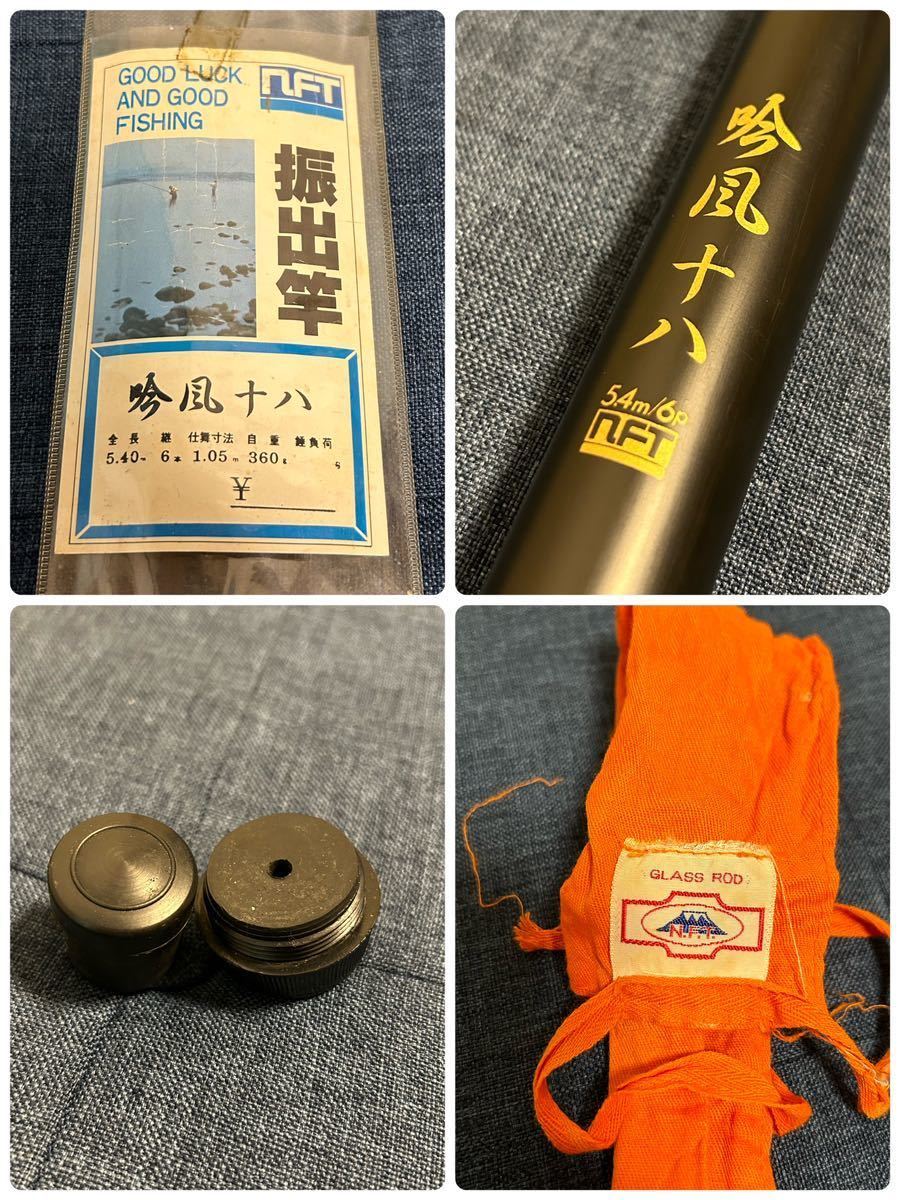 GOOD LUCK
AND GOOD
FISHING
NFT
振出竿
吟風十八
全長 継 仕舞寸法 自重 錘負荷
5.40m 6本 1.05m 360g g
¥
吟風十八
5.4m/6p
NFT
GLASS ROD
N.F.T.